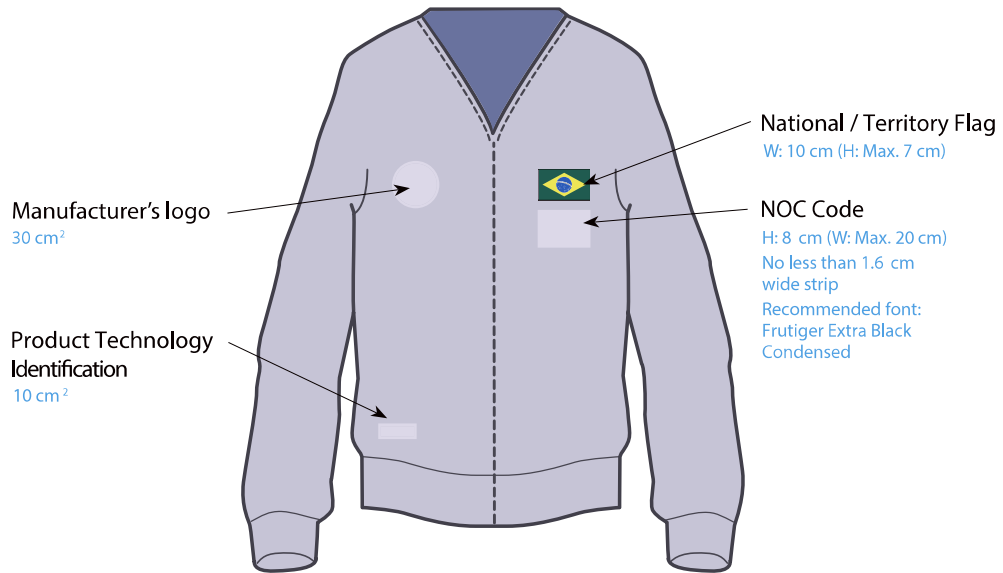 Manufacturer's logo
30 cm²
Product Technology
Identification
10 cm²
National / Territory Flag
W: 10 cm (H: Max. 7 cm)
NOC Code
H: 8 cm (W: Max. 20 cm)
No less than 1.6 cm
wide strip
Recommended font:
Frutiger Extra Black
Condensed